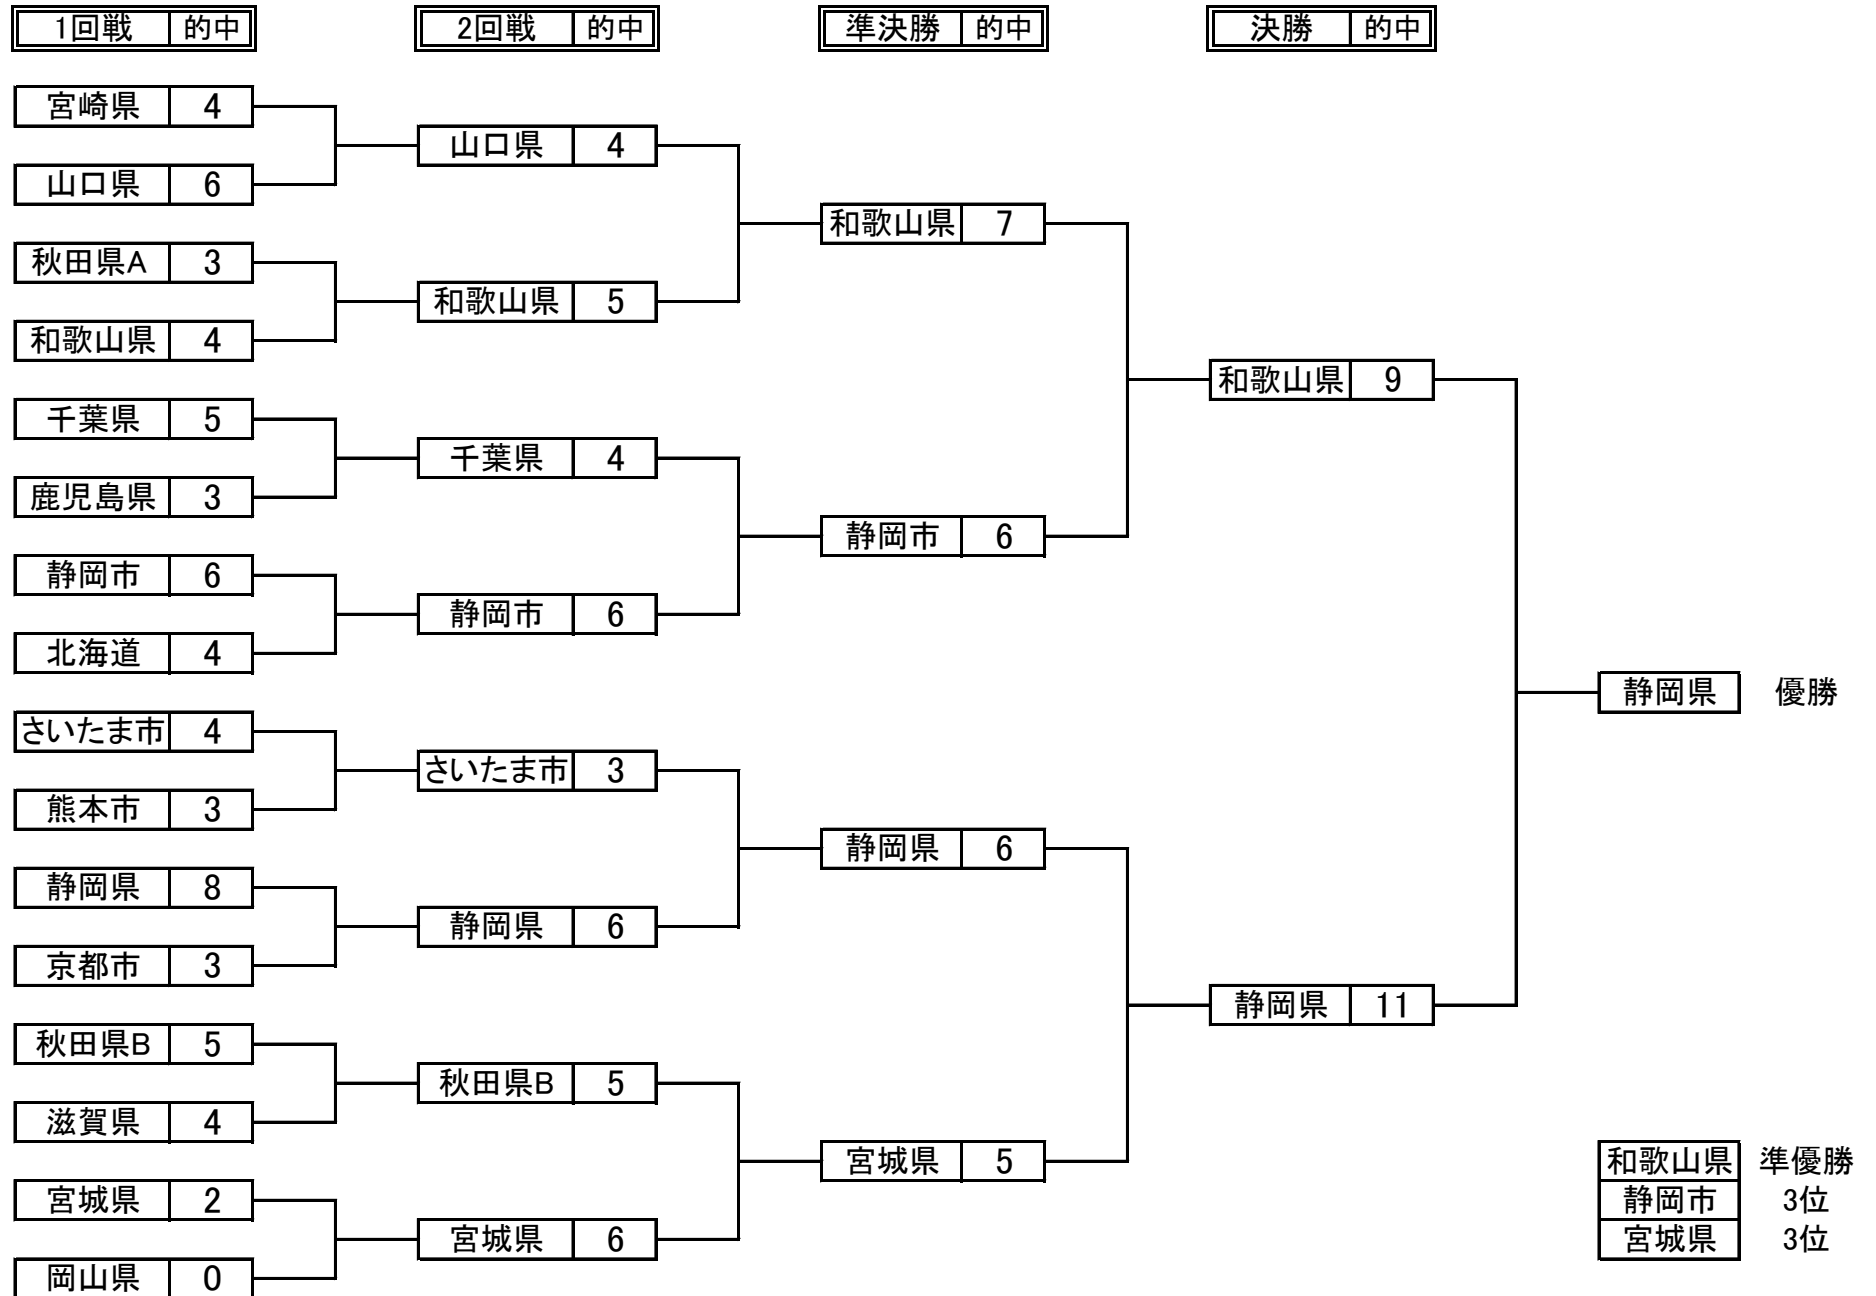 1回戦 的中 2回戦 的中 準決勝 的中 決勝 的中
宮崎県 4
山口県 4
山口県 6
和歌山県 7
秋田県A 3
和歌山県 5
和歌山県 4
和歌山県 9
千葉県 5
千葉県 4
鹿児島県 3
静岡市 6
静岡市 6
静岡市 6
北海道 4
静岡県 優勝
さいたま市 4
さいたま市 3
熊本市 3
静岡県 6
静岡県 8
静岡県 6
京都市 3
静岡県 11
秋田県B 5
秋田県B 5
滋賀県 4
宮城県 5 和歌山県 準優勝
宮城県 2 静岡市 3位
宮城県 6 宮城県 3位
岡山県 0